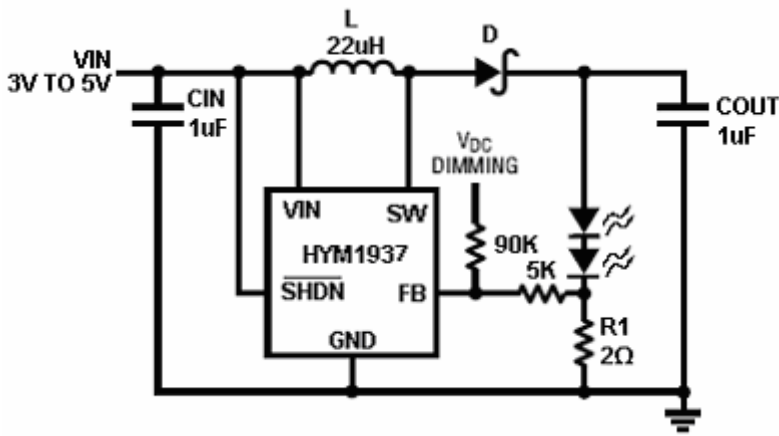 L
22uH
D
VIN
3V TO 5V
CIN
1uF
COUT
1uF
VDC
DIMMING
VIN
SW
HYM1937
90K
5K
SHDN
FB
GND
R1
2Ω